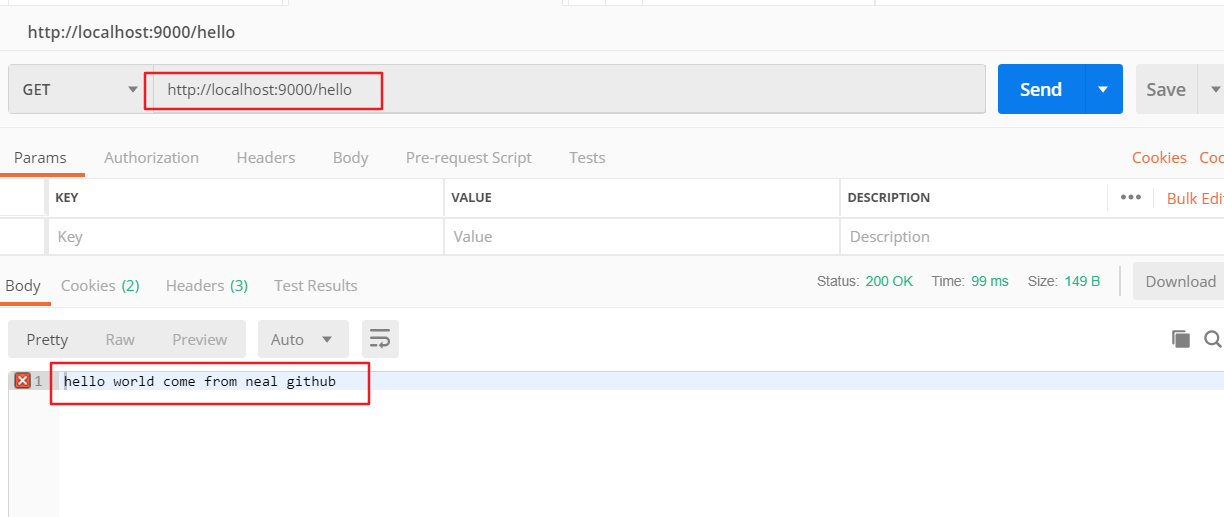 http://localhost:9000/hello
GET http://localhost:9000/hello Send Save
Params Authorization Headers Body Pre-request Script Tests Cookies
KEY VALUE DESCRIPTION ••• Bulk
Key Value Description
Body Cookies (2) Headers (3) Test Results Status: 200 OK Time: 99 ms Size: 149 B Download
Pretty Raw Preview Auto
1 hello world come from neal github